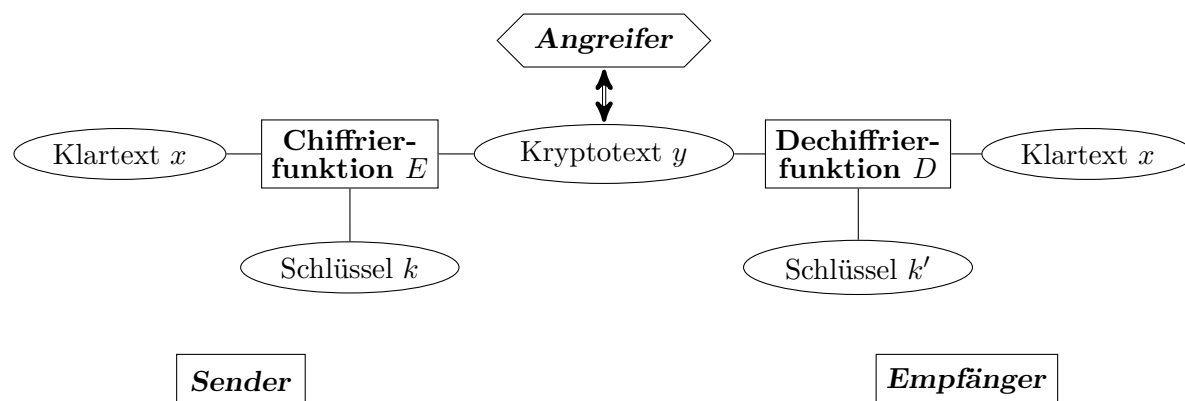 Angreifer
Klartext x
Chiffrier-
funktion E
Kryptotext y
Dechiffrier-
funktion D
Klartext x
Schlüssel k
Schlüssel k′
Sender
Empfänger